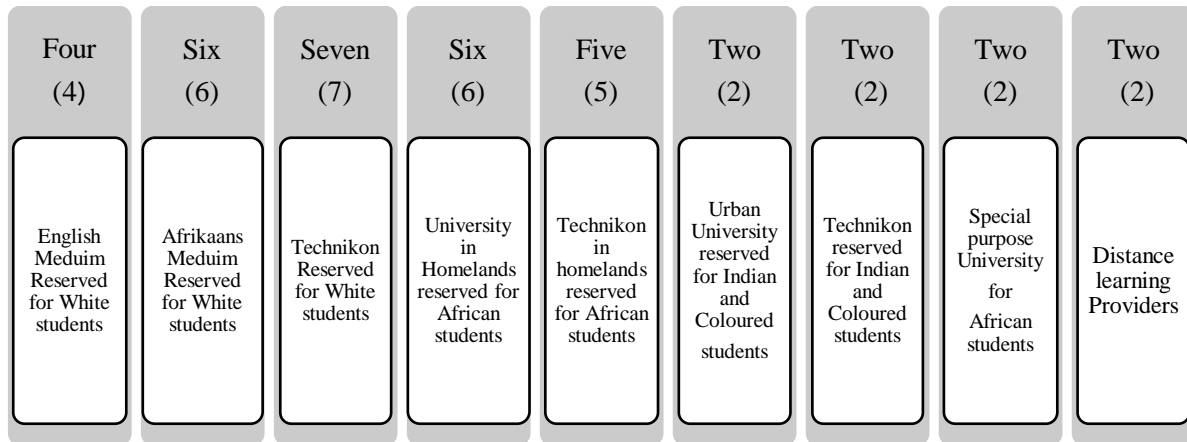 Four
(4)
English
Meduim
Reserved
for White
students
Six
(6)
Afrikaans
Meduim
Reserved
for White
students
Seven
(7)
Technikon
Reserved
for White
students
Six
(6)
University
in
Homelands
reserved for
African
students
Five
(5)
Technikon
in
homelands
reserved
for African
students
Two
(2)
Urban
University
reserved
for Indian
and
Coloured
students
Two
(2)
Technikon
reserved
for Indian
and
Coloured
students
Two
(2)
Special
purpose
University
for
African
students
Two
(2)
Distance
learning
Providers